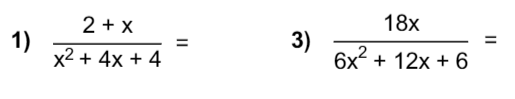 1) (2 + x) / (x² + 4x + 4) =
3) (18x) / (6x² + 12x + 6) =